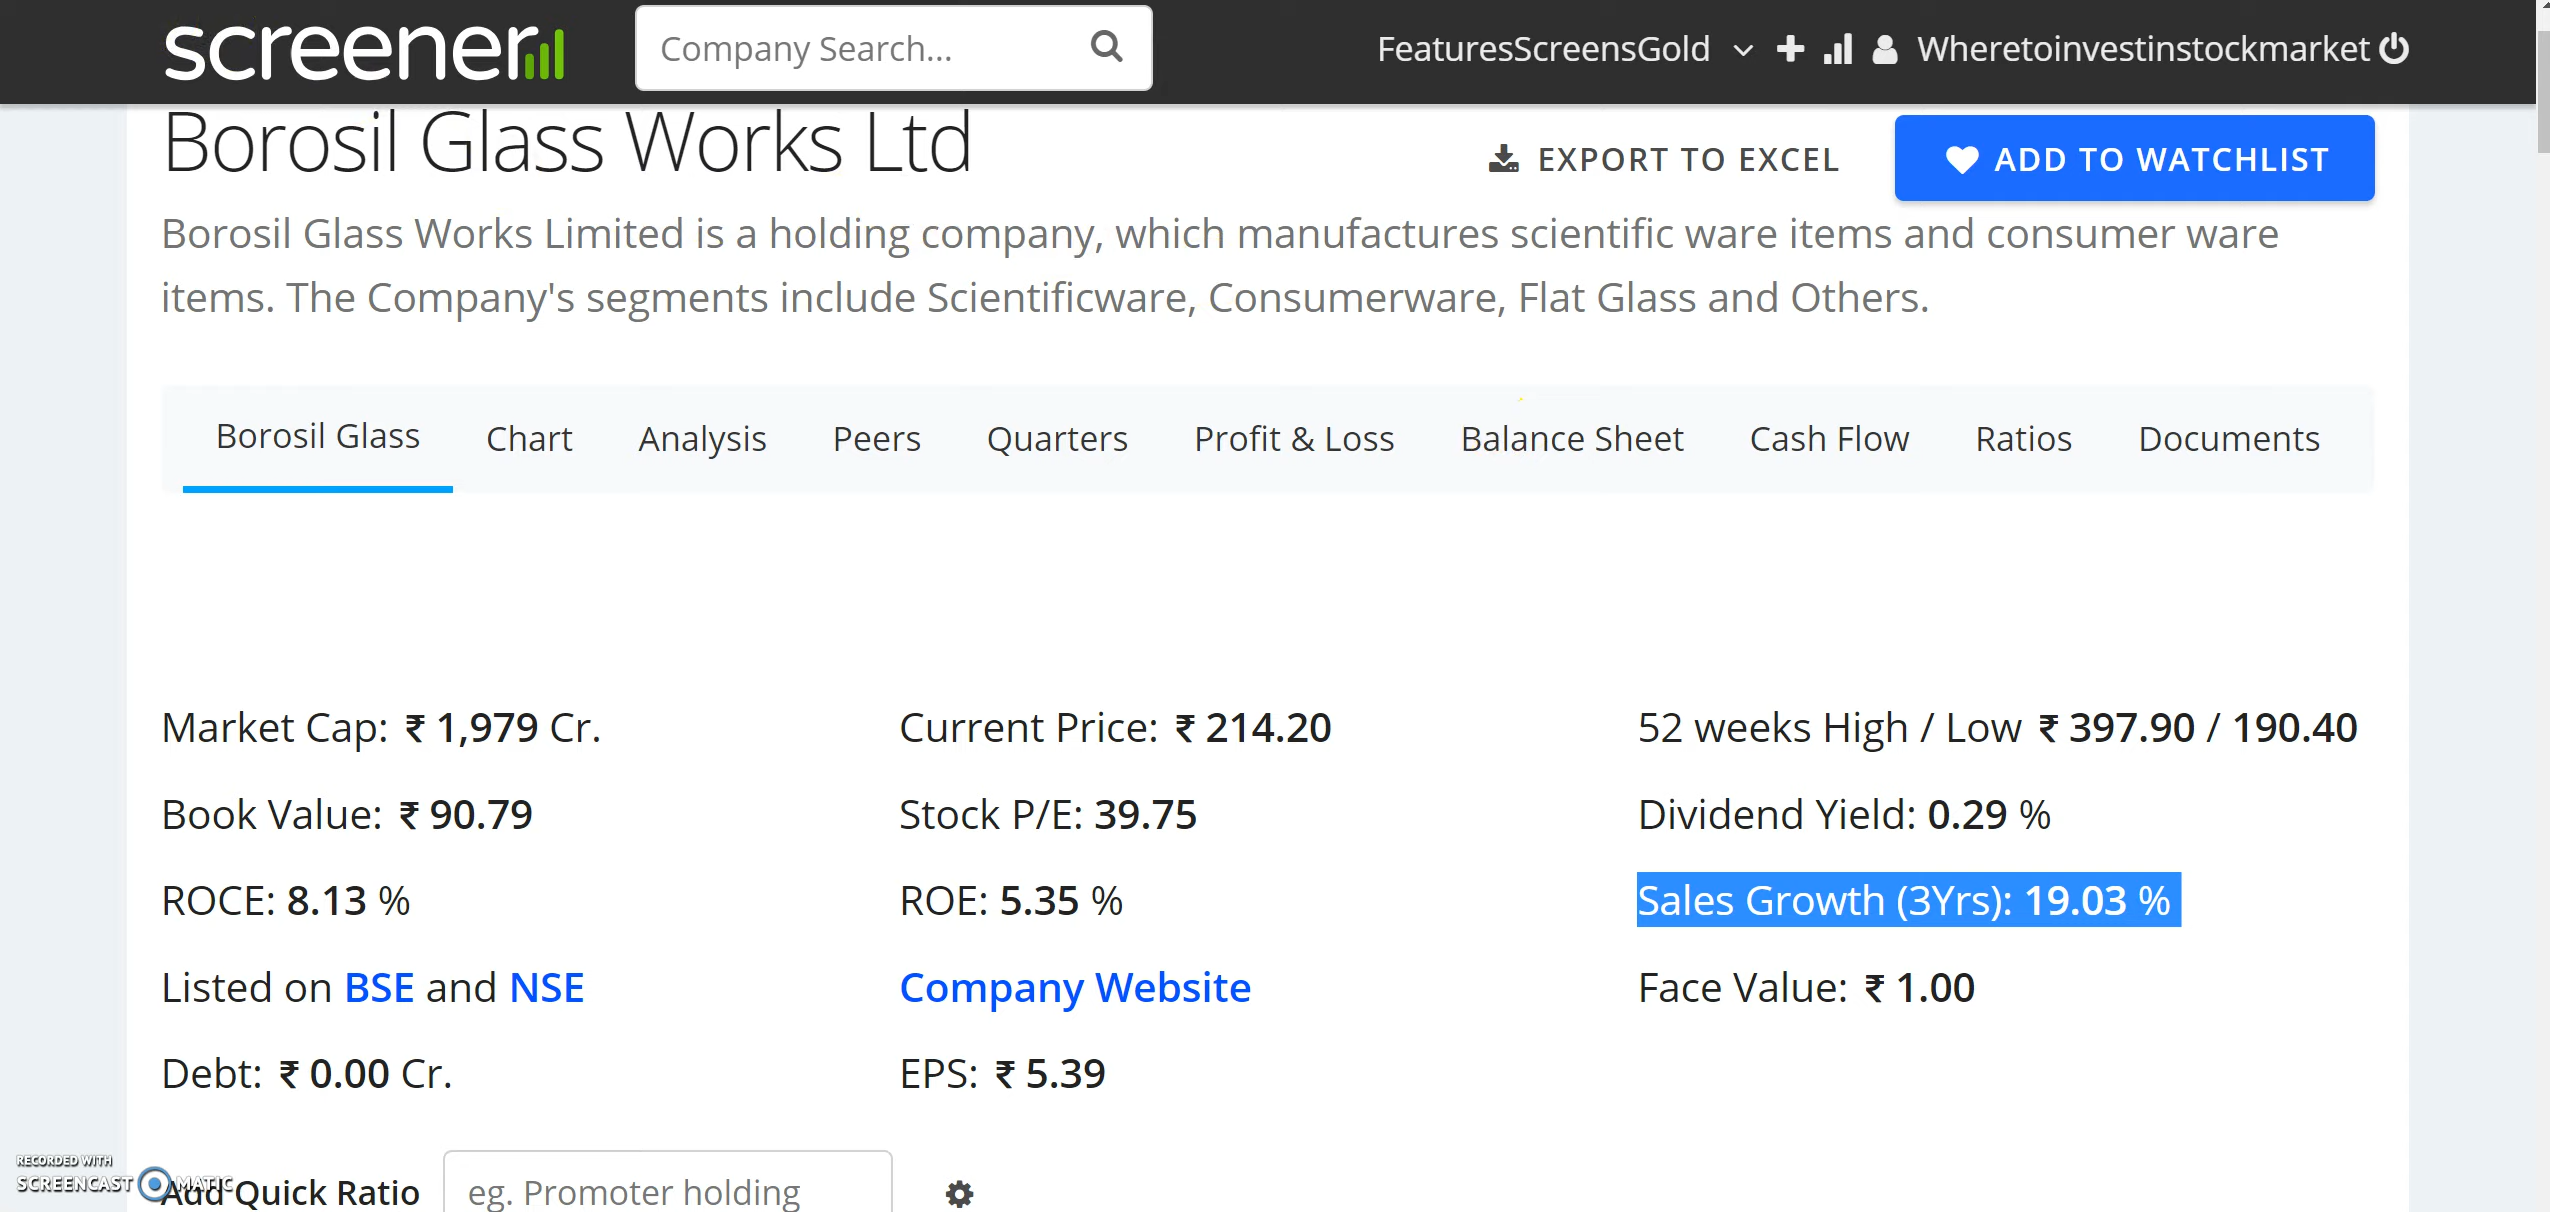 screener
Company Search...
FeaturesScreensGold
Wheretoinvestinstockmarket
Borosil Glass Works Ltd
EXPORT TO EXCEL
ADD TO WATCHLIST
Borosil Glass Works Limited is a holding company, which manufactures scientific ware items and consumer ware
items. The Company's segments include Scientificware, Consumerware, Flat Glass and Others.
Borosil Glass Chart Analysis Peers Quarters Profit & Loss Balance Sheet Cash Flow Ratios Documents
Market Cap: ₹ 1,979 Cr.
Current Price: ₹ 214.20
52 weeks High / Low ₹ 397.90 / 190.40
Book Value: ₹ 90.79
Stock P/E: 39.75
Dividend Yield: 0.29 %
ROCE: 8.13 %
ROE: 5.35 %
Sales Growth (3Yrs): 19.03 %
Listed on BSE and NSE
Company Website
Face Value: ₹ 1.00
Debt: ₹ 0.00 Cr.
EPS: ₹ 5.39
Add Quick Ratio
eg. Promoter holding
RECORDED WITH
SCREENCAST MATIC